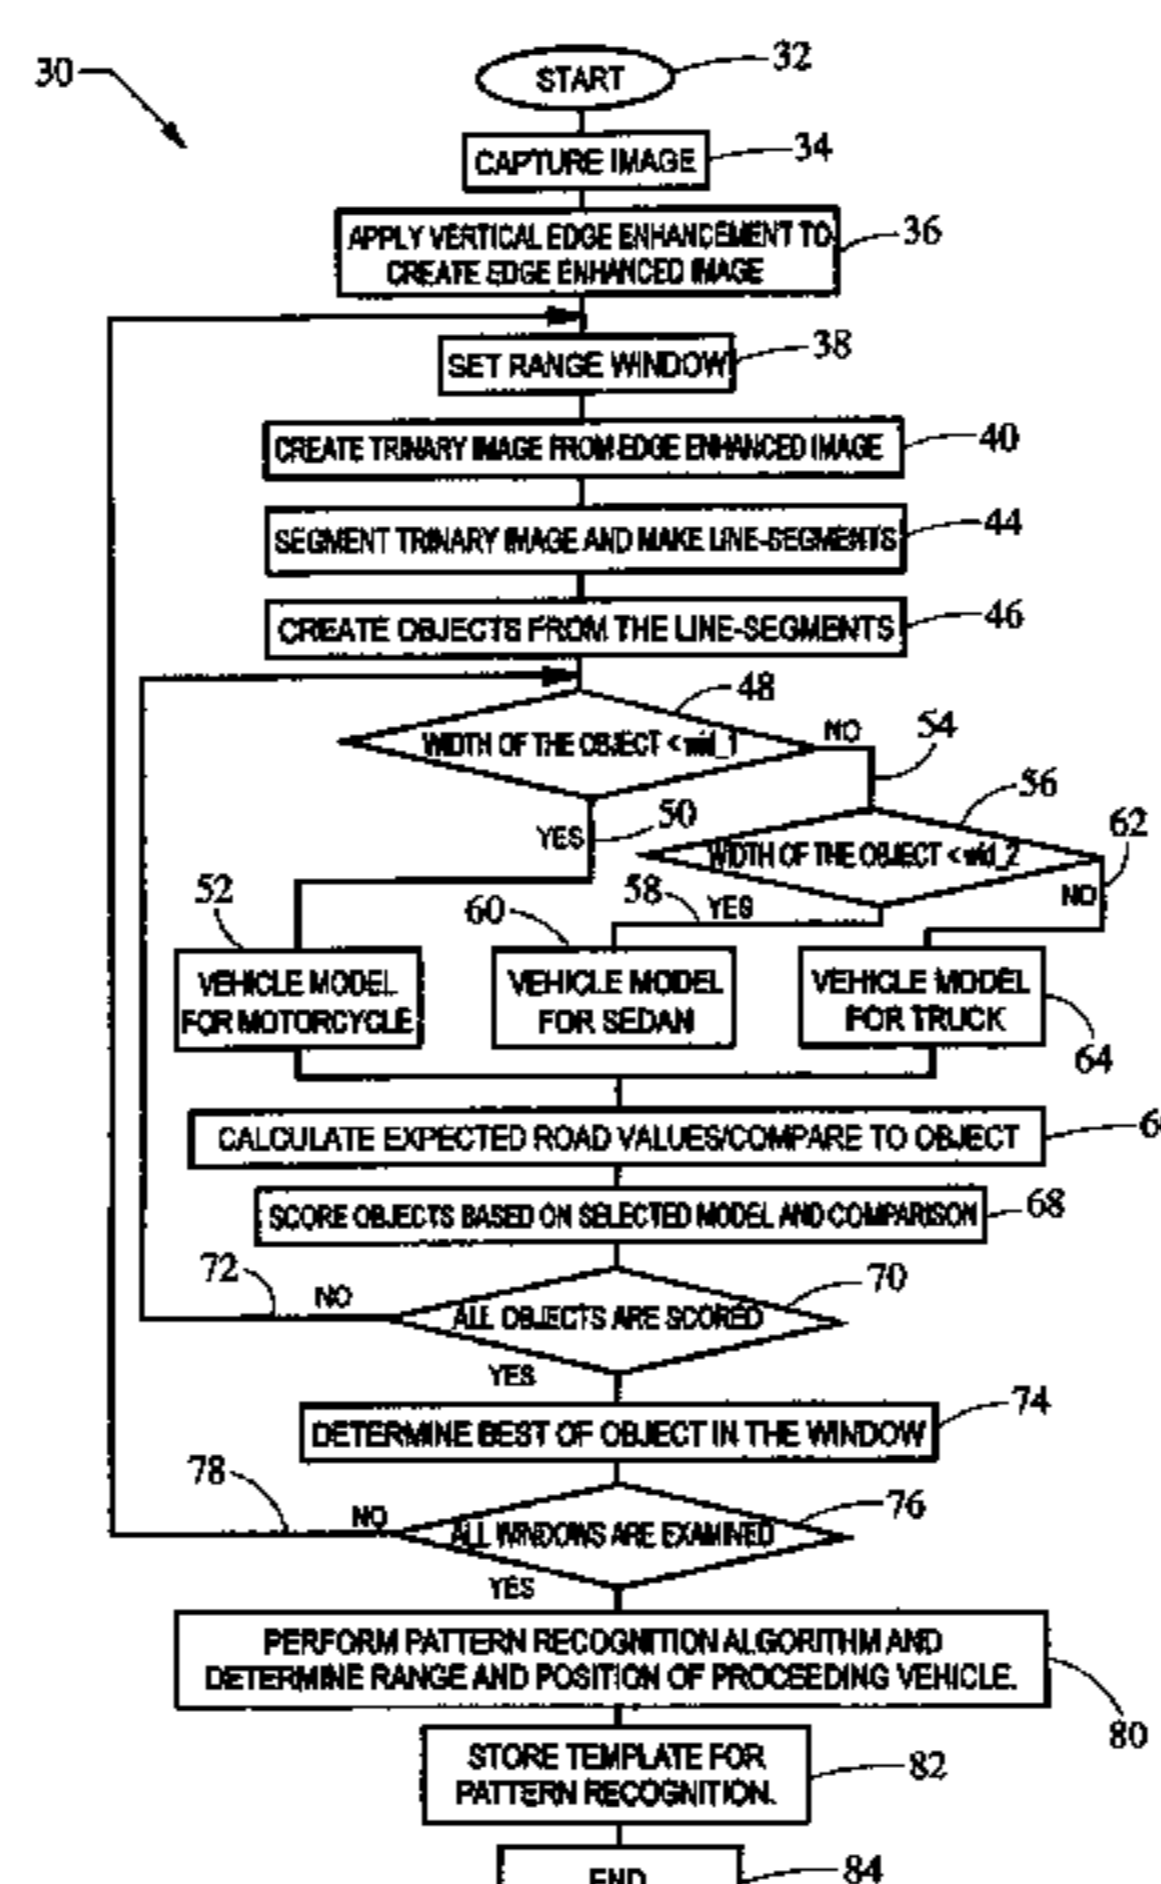 30
START
32
CAPTURE IMAGE
34
APPLY VERTICAL EDGE ENHANCEMENT TO
CREATE EDGE ENHANCED IMAGE
36
SET RANGE WINDOW
38
CREATE TRINARY IMAGE FROM EDGE ENHANCED IMAGE
40
SEGMENT TRINARY IMAGE AND MAKE LINE-SEGMENTS
44
CREATE OBJECTS FROM THE LINE-SEGMENTS
46
48
WIDTH OF THE OBJECT < wid_1
NO
54
YES
50
56
WIDTH OF THE OBJECT < wid_2
62
NO
58
YES
52
VEHICLE MODEL
FOR MOTORCYCLE
60
VEHICLE MODEL
FOR SEDAN
VEHICLE MODEL
FOR TRUCK
64
CALCULATE EXPECTED ROAD VALUES/COMPARE TO OBJECT
SCORE OBJECTS BASED ON SELECTED MODEL AND COMPARISON
68
72
NO
ALL OBJECTS ARE SCORED
70
YES
DETERMINE BEST OF OBJECT IN THE WINDOW
74
78
NO
ALL WINDOWS ARE EXAMINED
76
YES
PERFORM PATTERN RECOGNITION ALGORITHM AND
DETERMINE RANGE AND POSITION OF PROCEEDING VEHICLE.
80
STORE TEMPLATE FOR
PATTERN RECOGNITION.
82
END
84